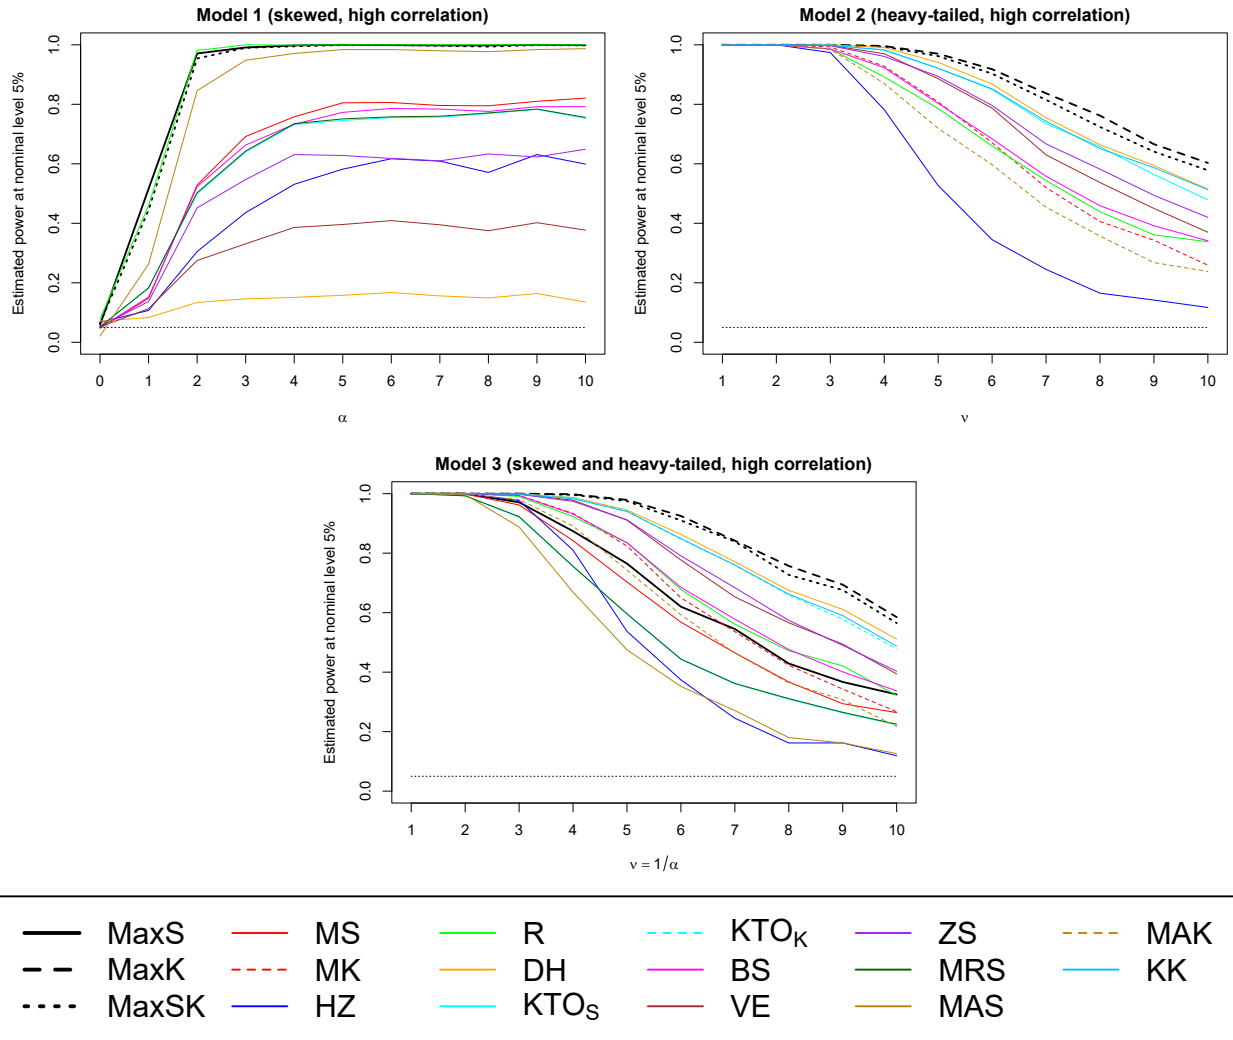 Model 1 (skewed, high correlation)
Estimated power at nominal level 5%
0.0 0.2 0.4 0.6 0.8 1.0
0 1 2 3 4 5 6 7 8 9 10
α
Model 2 (heavy-tailed, high correlation)
Estimated power at nominal level 5%
0.0 0.2 0.4 0.6 0.8 1.0
1 2 3 4 5 6 7 8 9 10
ν
Model 3 (skewed and heavy-tailed, high correlation)
Estimated power at nominal level 5%
0.0 0.2 0.4 0.6 0.8 1.0
1 2 3 4 5 6 7 8 9 10
ν = 1/α
MaxS MS R KTO_K ZS MAK
MaxK MK DH BS MRS KK
MaxSK HZ KTO_S VE MAS